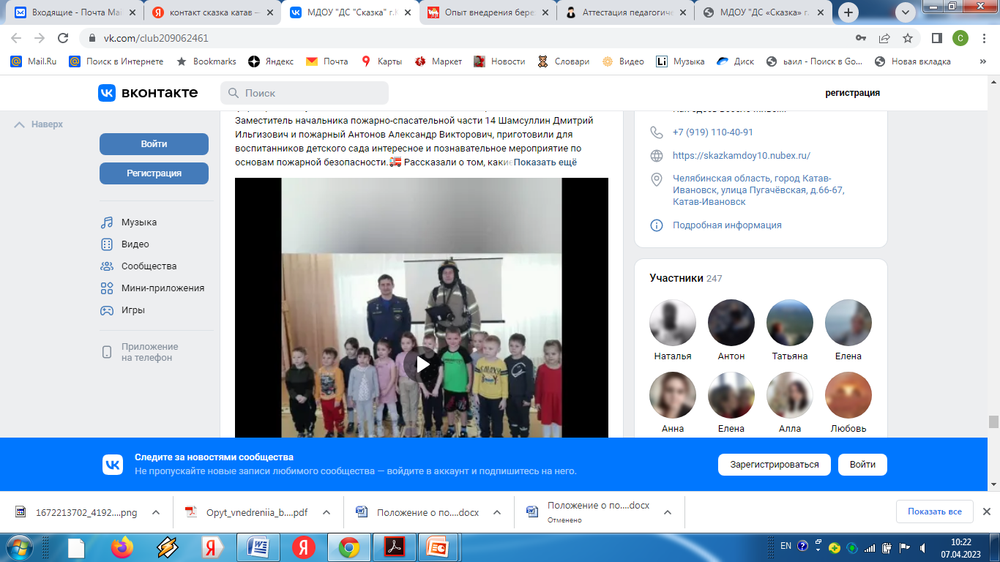 Входящие - Почта Mai
контакт сказка катав —
МДОУ "ДС "Сказка" г.
Опыт внедрения бере
Аттестация педагогиче
МДОУ "ДС «Сказка» г.
vk.com/club209062461
C
Mail.Ru
Поиск в Интернете
Bookmarks
Яндекс
Почта
Карты
Маркет
Новости
Словари
Видео
Музыка
Диск
ьаил - Поиск в Go...
Новая вкладка
»
вконтакте
Поиск
регистрация
Наверх
Войти
Регистрация
Музыка
Видео
Сообщества
Мини-приложения
Игры
Приложение
на телефон
Заместитель начальника пожарно-спасательной части 14 Шамсуллин Дмитрий
Ильгизович и пожарный Антонов Александр Викторович, приготовили для
воспитанников детского сада интересное и познавательное мероприятие по
основам пожарной безопасности.🚒 Рассказали о том, какие Показать ещё
+7 (919) 110-40-91
https://skazkamdoy10.nubex.ru/
Челябинская область, город Катав-
Ивановск, улица Пугачёвская, д.66-67,
Катав-Ивановск
Подробная информация
Участники 247
Наталья
Антон
Татьяна
Елена
Анна
Елена
Алла
Любовь
Следите за новостями сообщества
Не пропускайте новые записи любимого сообщества — войдите в аккаунт и подпишитесь на него.
Зарегистрироваться
Войти
1672213702_4192....png
Opyt_vnedreniia_b....pdf
Положение о по....docx
Положение о по....docx
Отменено
Показать все
EN
10:22
07.04.2023